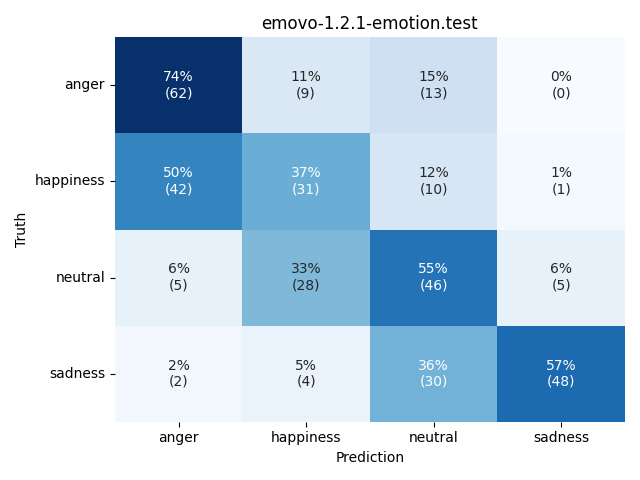 emovo-1.2.1-emotion.test
Truth
anger
74%
(62)
11%
(9)
15%
(13)
0%
(0)
happiness
50%
(42)
37%
(31)
12%
(10)
1%
(1)
neutral
6%
(5)
33%
(28)
55%
(46)
6%
(5)
sadness
2%
(2)
5%
(4)
36%
(30)
57%
(48)
anger
happiness
neutral
sadness
Prediction